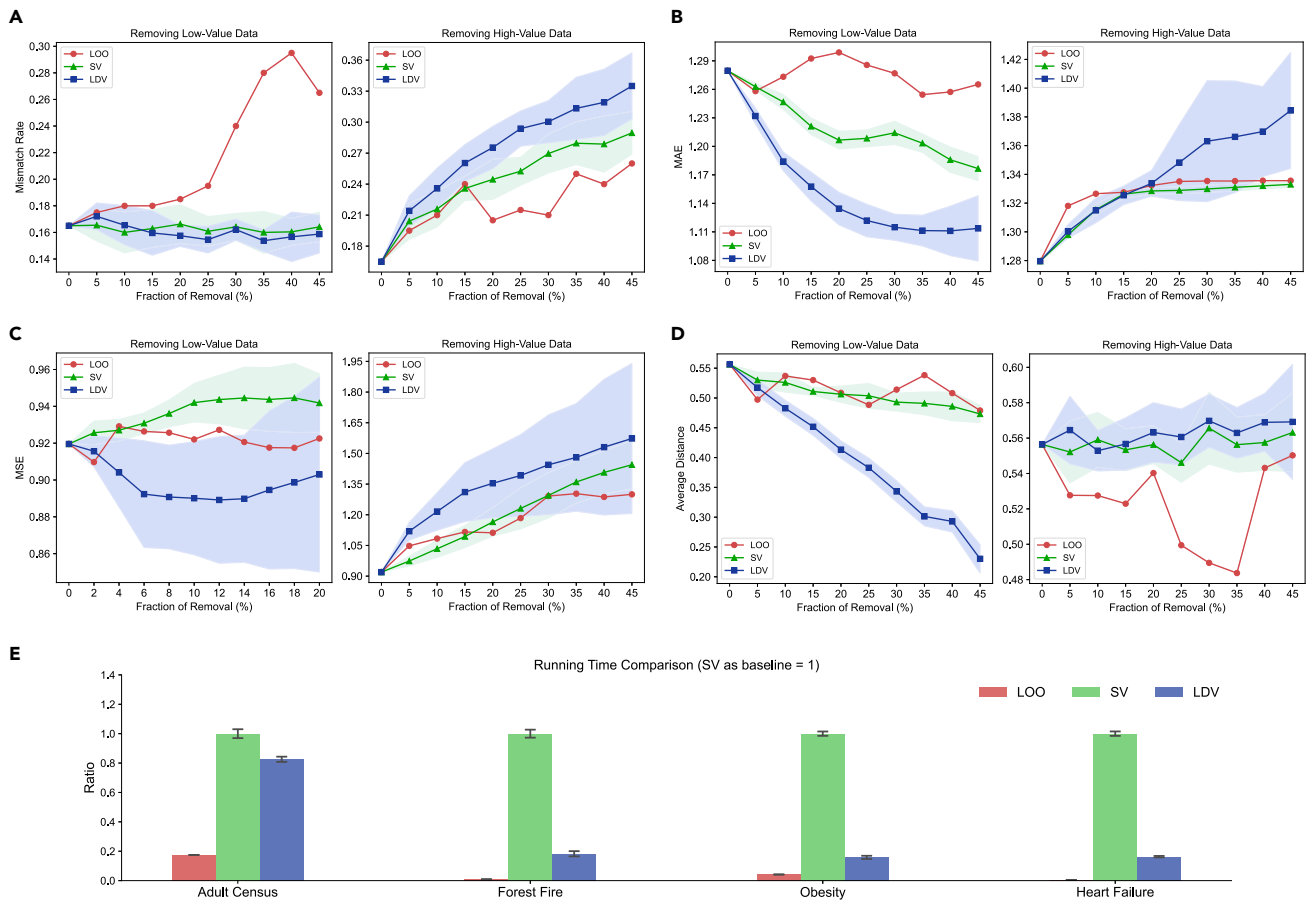 A
Removing Low-Value Data
Mismatch Rate
0.30
0.28
0.26
0.24
0.22
0.20
0.18
0.16
0.14
LOO
SV
LDV
0 5 10 15 20 25 30 35 40 45
Fraction of Removal (%)
Removing High-Value Data
0.36
0.33
0.30
0.27
0.24
0.21
0.18
LOO
SV
LDV
0 5 10 15 20 25 30 35 40 45
Fraction of Removal (%)
B
Removing Low-Value Data
MAE
1.29
1.26
1.23
1.20
1.17
1.14
1.11
1.08
LOO
SV
LDV
0 5 10 15 20 25 30 35 40 45
Fraction of Removal (%)
Removing High-Value Data
1.42
1.40
1.38
1.36
1.34
1.32
1.30
1.28
LOO
SV
LDV
0 5 10 15 20 25 30 35 40 45
Fraction of Removal (%)
C
Removing Low-Value Data
MSE
0.96
0.94
0.92
0.90
0.88
0.86
LOO
SV
LDV
0 2 4 6 8 10 12 14 16 18 20
Fraction of Removal (%)
Removing High-Value Data
1.95
1.80
1.65
1.50
1.35
1.20
1.05
0.90
LOO
SV
LDV
0 5 10 15 20 25 30 35 40 45
Fraction of Removal (%)
D
Removing Low-Value Data
Average Distance
0.55
0.50
0.45
0.40
0.35
0.30
0.25
0.20
LOO
SV
LDV
0 5 10 15 20 25 30 35 40 45
Fraction of Removal (%)
Removing High-Value Data
0.60
0.58
0.56
0.54
0.52
0.50
0.48
LOO
SV
LDV
0 5 10 15 20 25 30 35 40 45
Fraction of Removal (%)
E
Running Time Comparison (SV as baseline = 1)
LOO SV LDV
Ratio
1.4
1.2
1.0
0.8
0.6
0.4
0.2
0.0
Adult Census Forest Fire Obesity Heart Failure